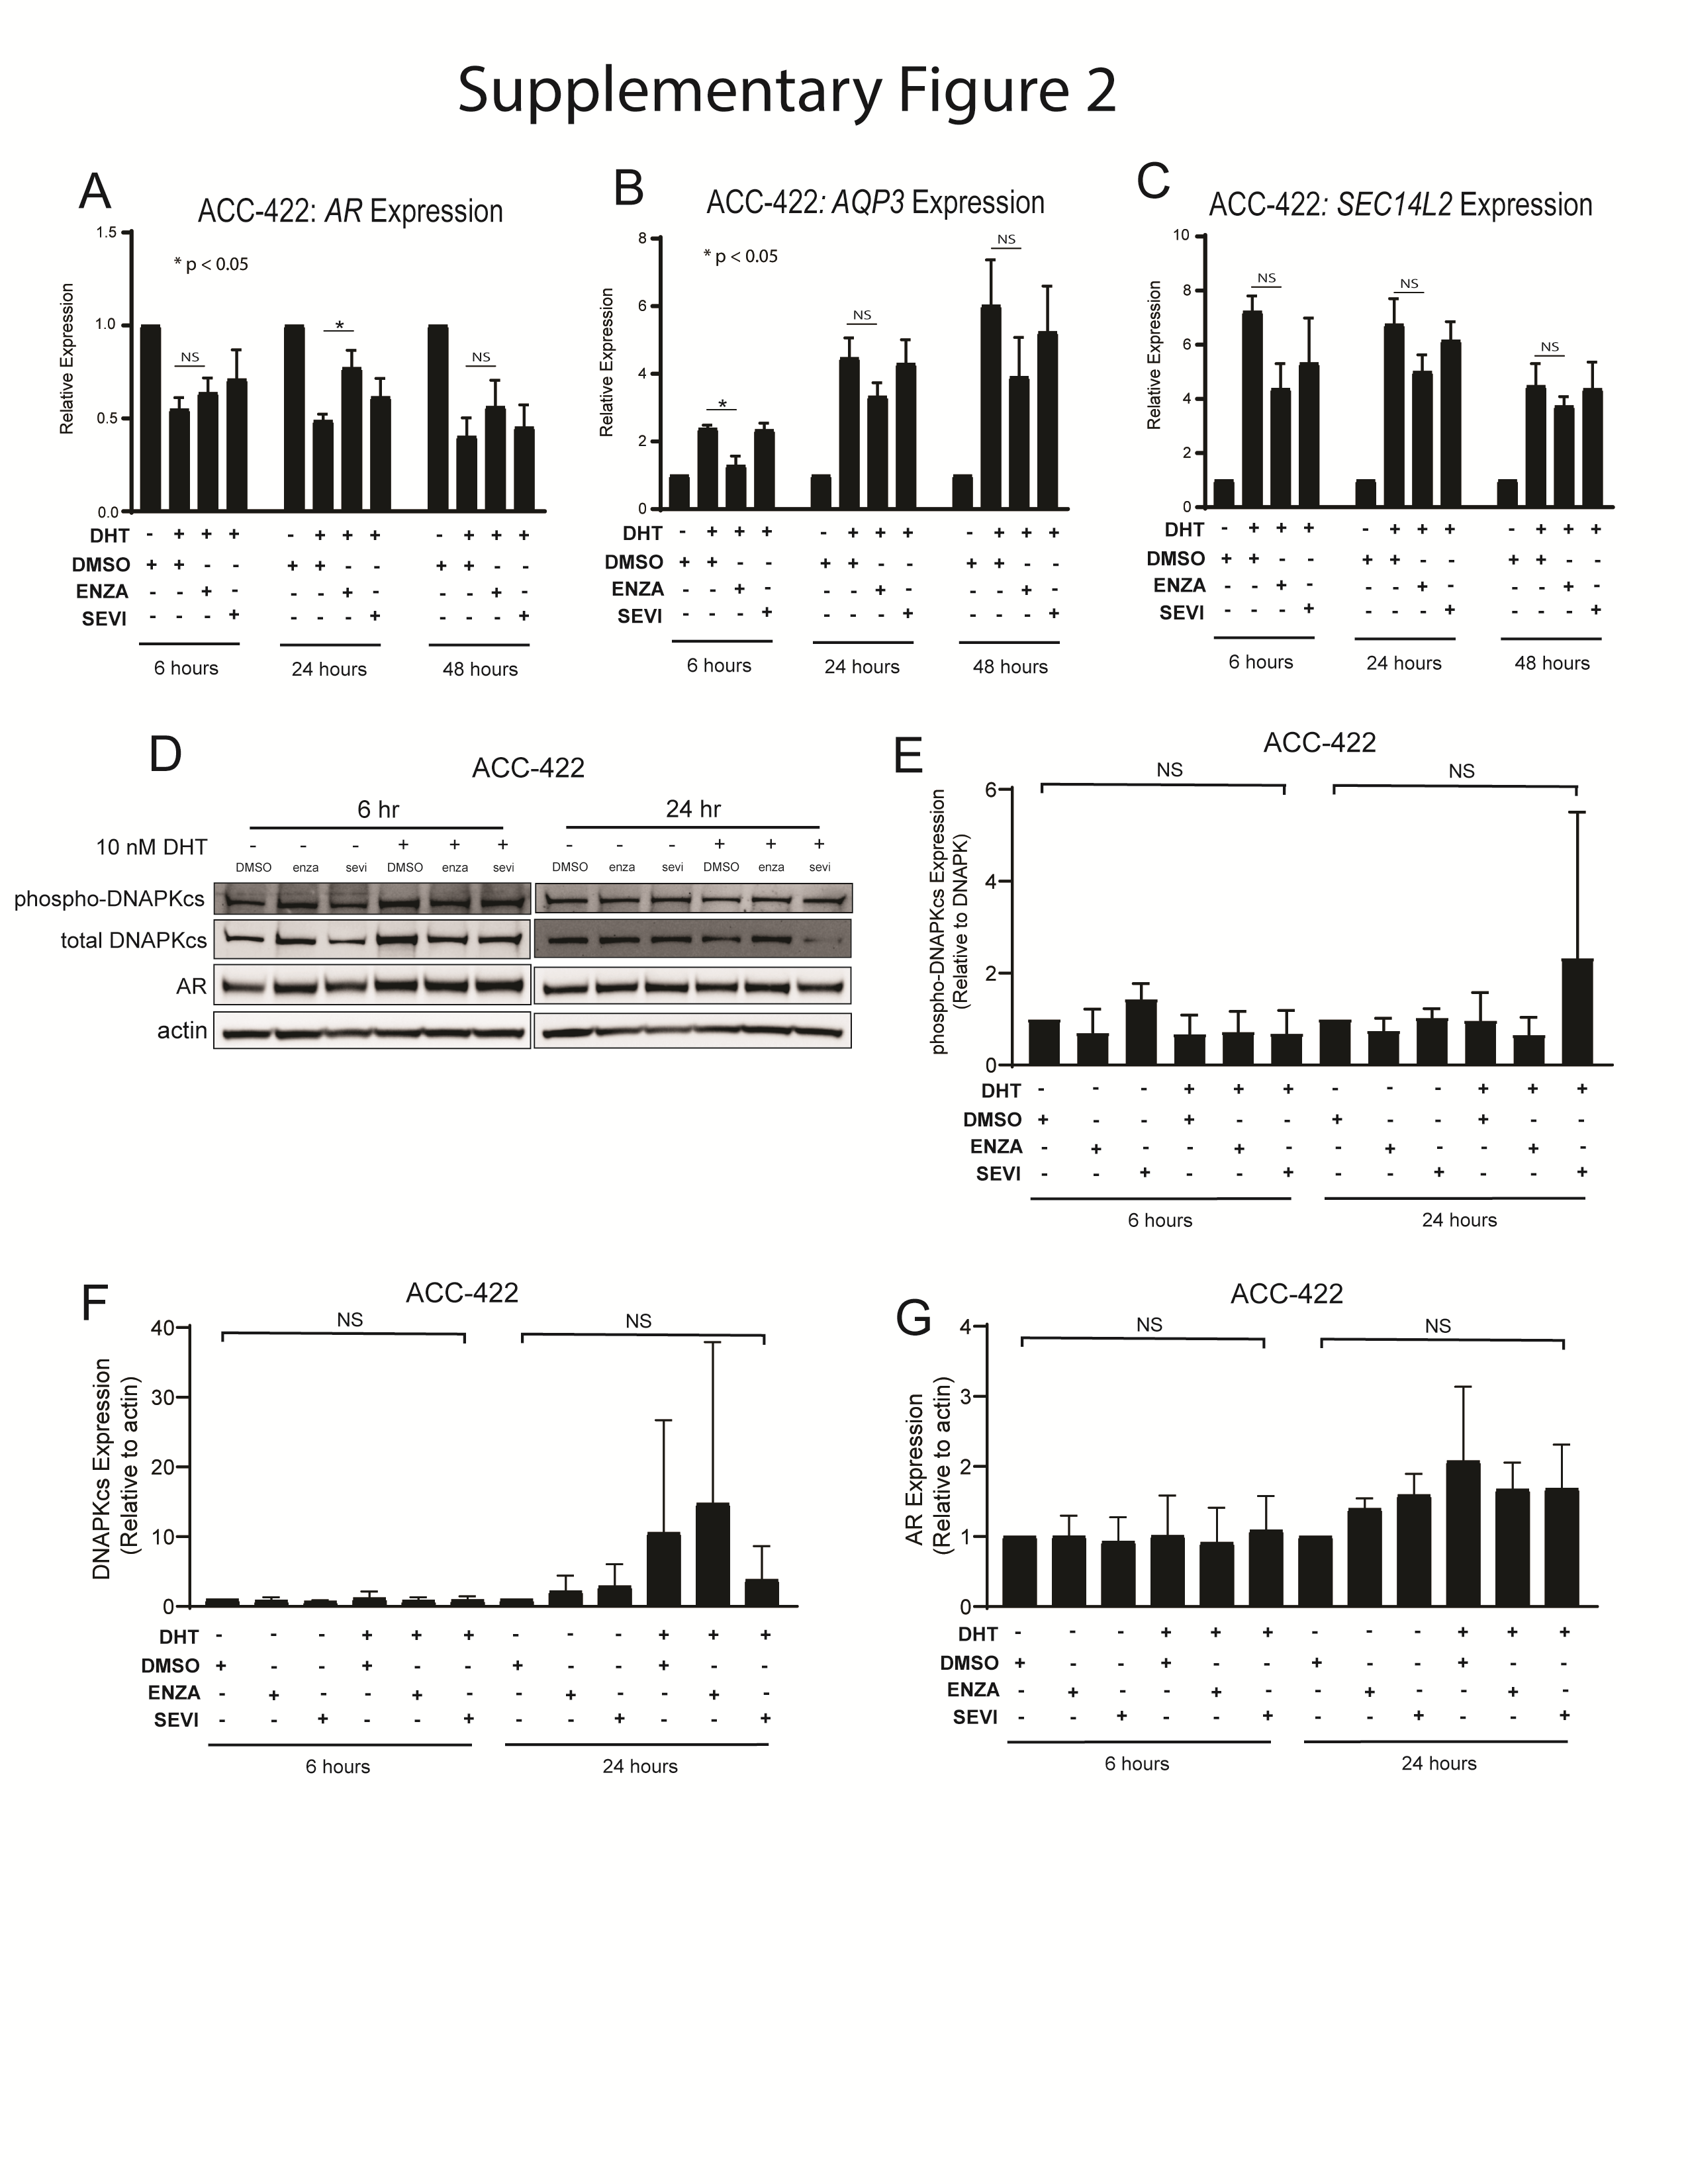 Supplementary Figure 2
A
ACC-422: AR Expression
* p < 0.05
Relative Expression
1.5
1.0
0.5
0.0
NS
*
NS
DHT - + + + - + + + - + + +
DMSO + + - - + + - - + + - -
ENZA - - + - - - + - - - + -
SEVI - - - + - - - + - - - +
6 hours 24 hours 48 hours
B
ACC-422: AQP3 Expression
* p < 0.05
Relative Expression
8
6
4
2
0
*
NS
NS
DHT - + + + - + + + - + + +
DMSO + + - - + + - - + + - -
ENZA - - + - - - + - - - + -
SEVI - - - + - - - + - - - +
6 hours 24 hours 48 hours
C
ACC-422: SEC14L2 Expression
Relative Expression
10
8
6
4
2
0
NS
NS
NS
DHT - + + + - + + + - + + +
DMSO + + - - + + - - + + - -
ENZA - - + - - - + - - - + -
SEVI - - - + - - - + - - - +
6 hours 24 hours 48 hours
D
ACC-422
6 hr 24 hr
10 nM DHT - - - + + + - - - + + +
DMSO enza sevi DMSO enza sevi DMSO enza sevi DMSO enza sevi
phospho-DNAPKcs
total DNAPKcs
AR
actin
E
ACC-422
NS NS
phospho-DNAPKcs Expression
(Relative to DNAPK)
6
4
2
0
DHT - - - + + + - - - + + +
DMSO + - - + - - + - - + - -
ENZA - + - - + - - + - - + -
SEVI - - + - - + - - + - - +
6 hours 24 hours
F
ACC-422
NS NS
DNAPKcs Expression
(Relative to actin)
40
30
20
10
0
DHT - - - + + + - - - + + +
DMSO + - - + - - + - - + - -
ENZA - + - - + - - + - - + -
SEVI - - + - - + - - + - - +
6 hours 24 hours
G
ACC-422
NS NS
AR Expression
(Relative to actin)
4
3
2
1
0
DHT - - - + + + - - - + + +
DMSO + - - + - - + - - + - -
ENZA - + - - + - - + - - + -
SEVI - - + - - + - - + - - +
6 hours 24 hours